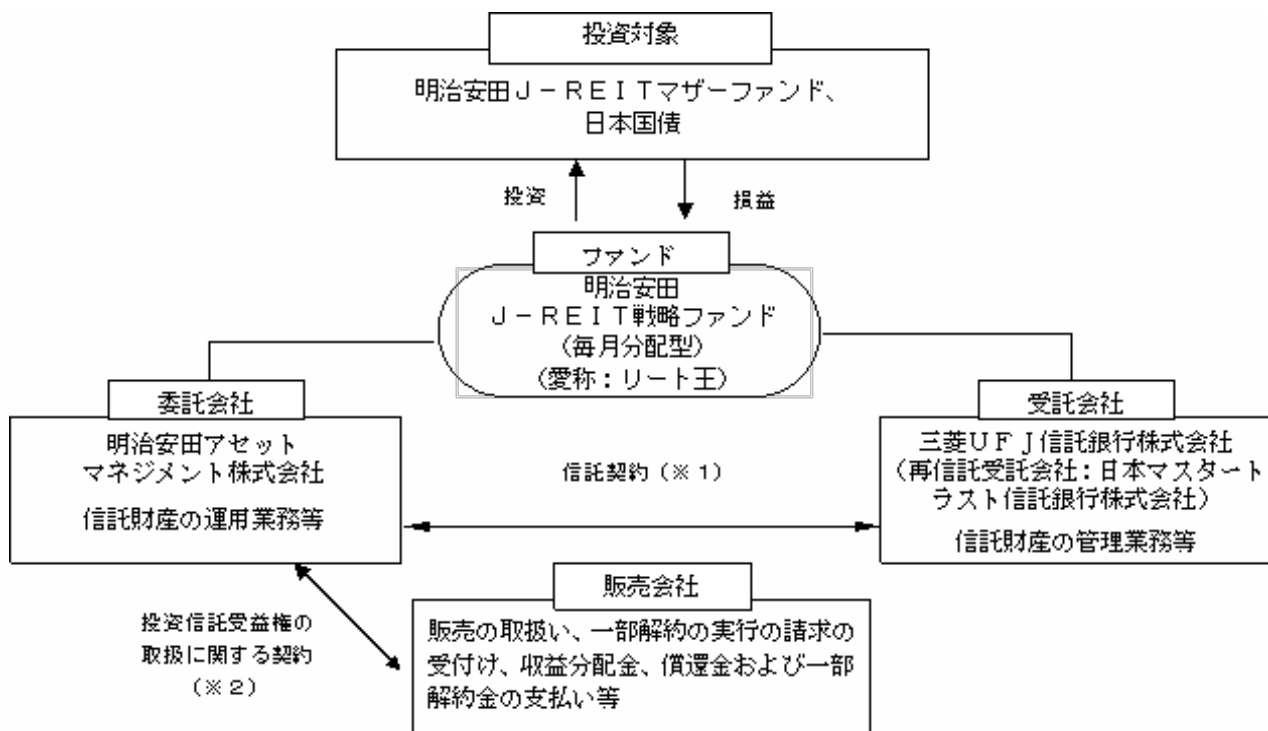 投資対象
明治安田Ｊ－ＲＥＩＴマザーファンド、
日本国債
投資
損益
ファンド
明治安田
Ｊ－ＲＥＩＴ戦略ファンド
（毎月分配型）
（愛称：リート王）
委託会社
明治安田アセット
マネジメント株式会社
信託財産の運用業務等
信託契約（※１）
受託会社
三菱ＵＦＪ信託銀行株式会社
（再信託受託会社：日本マスタート
ラスト信託銀行株式会社）
信託財産の管理業務等
投資信託受益権の
取扱に関する契約
（※２）
販売会社
販売の取扱い、一部解約の実行の請求の
受付け、収益分配金、償還金および一部
解約金の支払い等